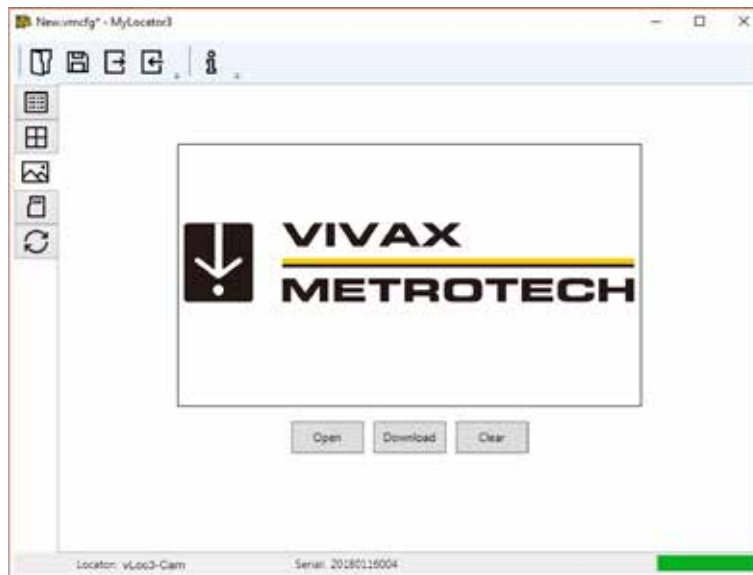 New.vmcfg* - MyLocator3
VIVAX
METROTECH
Open Download Clear
Locator: vLoc3-Cam Serial: 20180116004